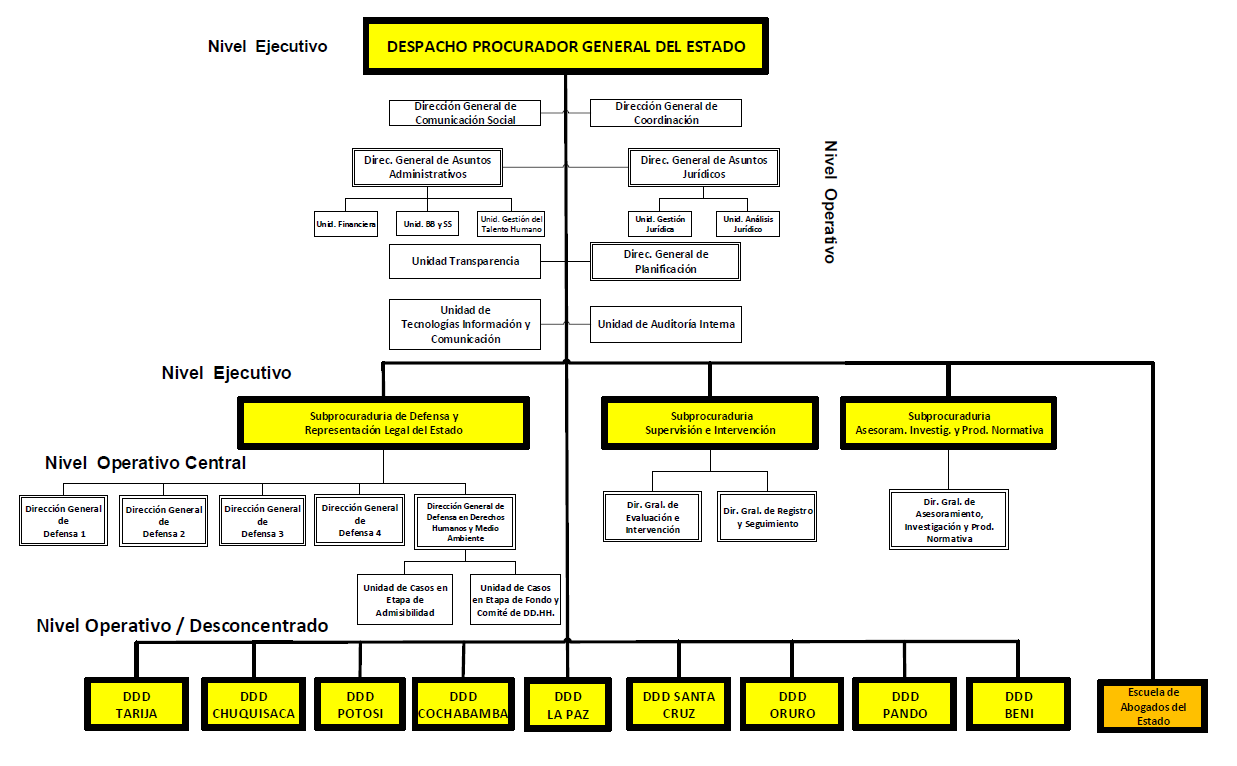 Nivel Ejecutivo
DESPACHO PROCURADOR GENERAL DEL ESTADO
Dirección General de
Comunicación Social
Dirección General de
Coordinación
Nivel Operativo
Direc. General de Asuntos
Administrativos
Direc. General de Asuntos
Jurídicos
Unid. Financiera
Unid. BB y SS
Unid. Gestión del
Talento Humano
Unid. Gestión
Jurídica
Unid. Análisis
Jurídico
Unidad Transparencia
Direc. General de
Planificación
Unidad de
Tecnologías Información y
Comunicación
Unidad de Auditoría Interna
Nivel Ejecutivo
Subprocuraduria de Defensa y
Representación Legal del Estado
Subprocuraduria
Supervisión e Intervención
Subprocuraduria
Asesoram. Investig. y Prod. Normativa
Nivel Operativo Central
Dirección General
de
Defensa 1
Dirección General
de
Defensa 2
Dirección General
de
Defensa 3
Dirección General
de
Defensa 4
Dirección General de
Defensa en Derechos
Humanos y Medio
Ambiente
Dir. Gral. de
Evaluación e
Intervención
Dir. Gral. de Registro
y Seguimiento
Dir. Gral. de
Asesoramiento,
Investigación y Prod.
Normativa
Unidad de Casos en
Etapa de
Admisibilidad
Unidad de Casos
en Etapa de Fondo y
Comité de DD.HH.
Nivel Operativo / Desconcentrado
DDD
TARIJA
DDD
CHUQUISACA
DDD
POTOSI
DDD
COCHABAMBA
DDD
LA PAZ
DDD SANTA
CRUZ
DDD
ORURO
DDD
PANDO
DDD
BENI
Escuela de
Abogados del
Estado